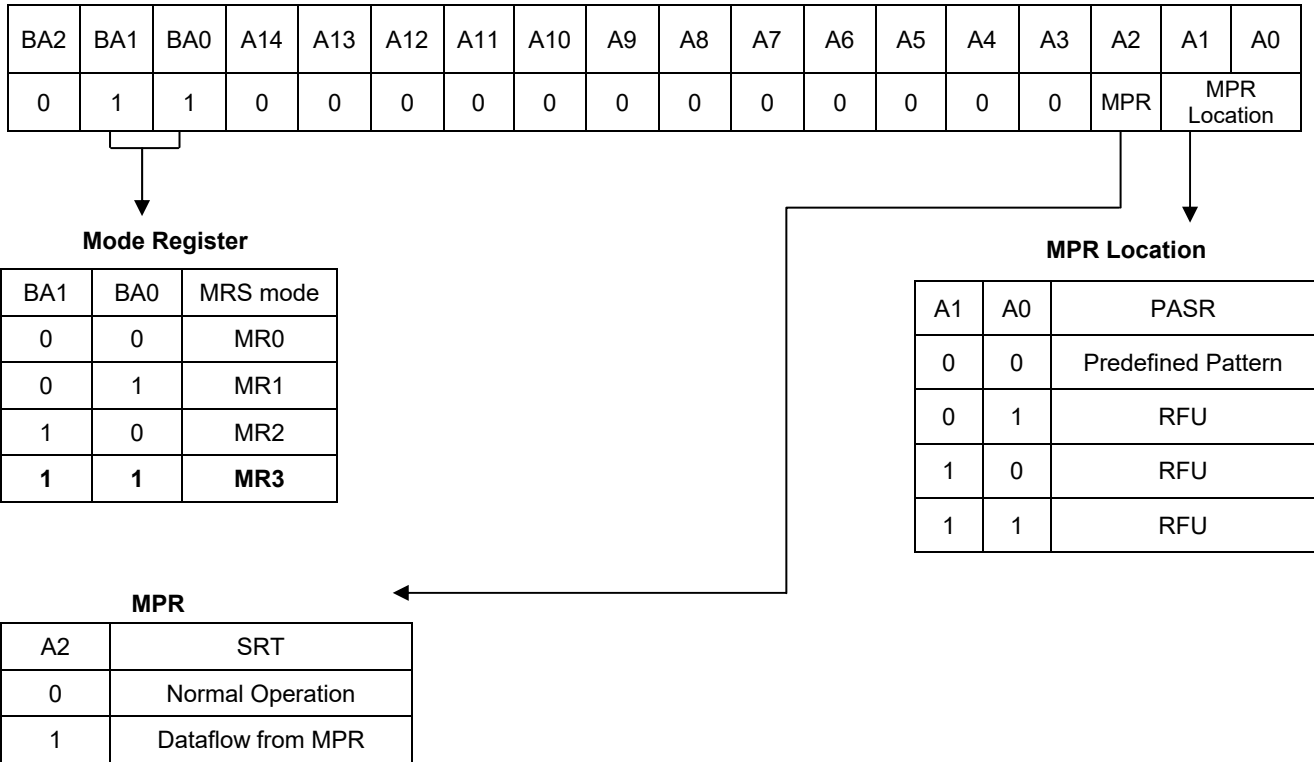 BA2 BA1 BA0 A14 A13 A12 A11 A10 A9 A8 A7 A6 A5 A4 A3 A2 A1 A0
0 1 1 0 0 0 0 0 0 0 0 0 0 0 0 MPR MPR
Location
Mode Register
BA1 BA0 MRS mode
0 0 MR0
0 1 MR1
1 0 MR2
1 1 MR3
MPR Location
A1 A0 PASR
0 0 Predefined Pattern
0 1 RFU
1 0 RFU
1 1 RFU
MPR
A2 SRT
0 Normal Operation
1 Dataflow from MPR